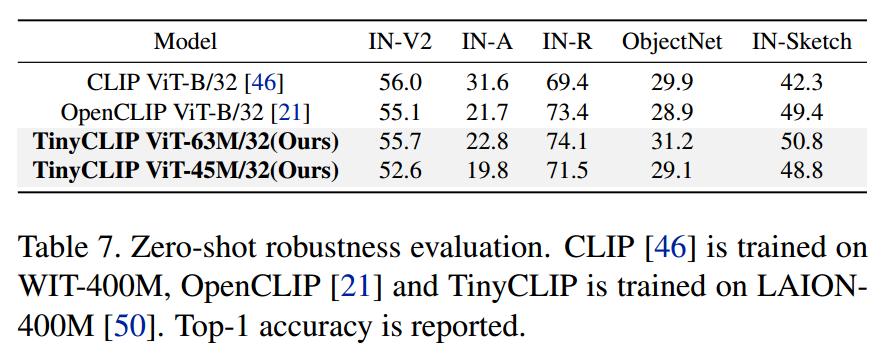 Model IN-V2 IN-A IN-R ObjectNet IN-Sketch
CLIP ViT-B/32 [46] 56.0 31.6 69.4 29.9 42.3
OpenCLIP ViT-B/32 [21] 55.1 21.7 73.4 28.9 49.4
TinyCLIP ViT-63M/32(Ours) 55.7 22.8 74.1 31.2 50.8
TinyCLIP ViT-45M/32(Ours) 52.6 19.8 71.5 29.1 48.8
Table 7. Zero-shot robustness evaluation. CLIP [46] is trained on
WIT-400M, OpenCLIP [21] and TinyCLIP is trained on LAION-
400M [50]. Top-1 accuracy is reported.